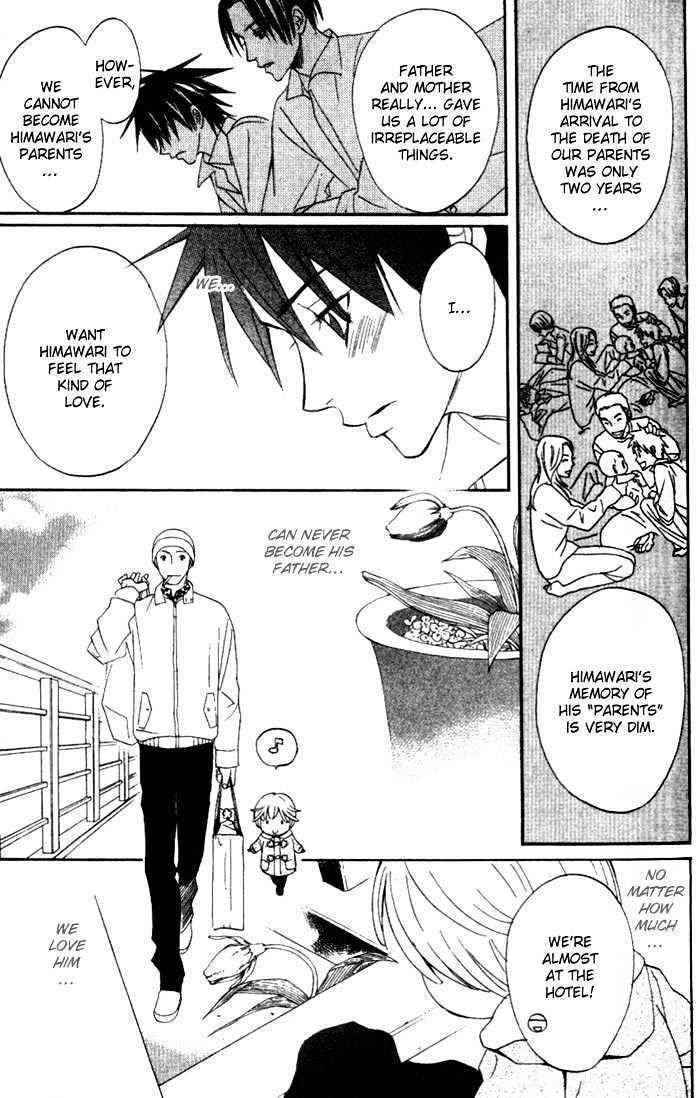 THE
TIME FROM
HIMAWARI'S
ARRIVAL TO
THE DEATH OF
OUR PARENTS
WAS ONLY
TWO YEARS
...
HIMAWARI'S
MEMORY OF
HIS "PARENTS"
IS VERY DIM.
FATHER
AND MOTHER
REALLY... GAVE
US A LOT OF
IRREPLACEABLE
THINGS.
HOW-
EVER,
WE
CANNOT
BECOME
HIMAWARI'S
PARENTS
...
I...
WE...
WANT
HIMAWARI TO
FEEL THAT
KIND OF
LOVE.
CAN NEVER
BECOME HIS
FATHER...
NO
MATTER
HOW
MUCH
...
WE'RE
ALMOST
AT THE
HOTEL!
WE
LOVE
HIM
...